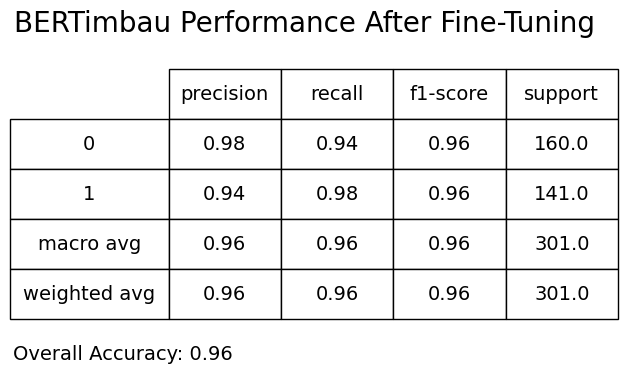 BERTimbau Performance After Fine-Tuning
precision recall f1-score support
0 0.98 0.94 0.96 160.0
1 0.94 0.98 0.96 141.0
macro avg 0.96 0.96 0.96 301.0
weighted avg 0.96 0.96 0.96 301.0
Overall Accuracy: 0.96